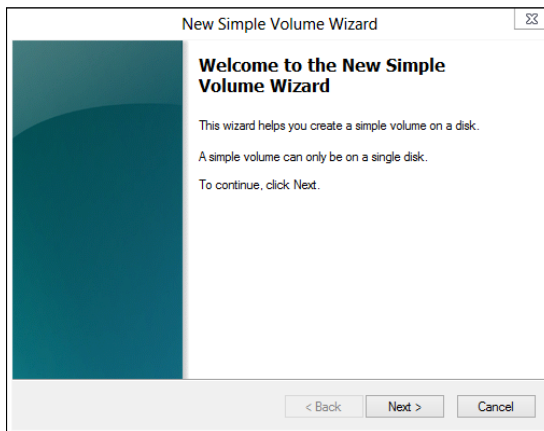 New Simple Volume Wizard
Welcome to the New Simple
Volume Wizard
This wizard helps you create a simple volume on a disk.
A simple volume can only be on a single disk.
To continue, click Next.
< Back
Next >
Cancel